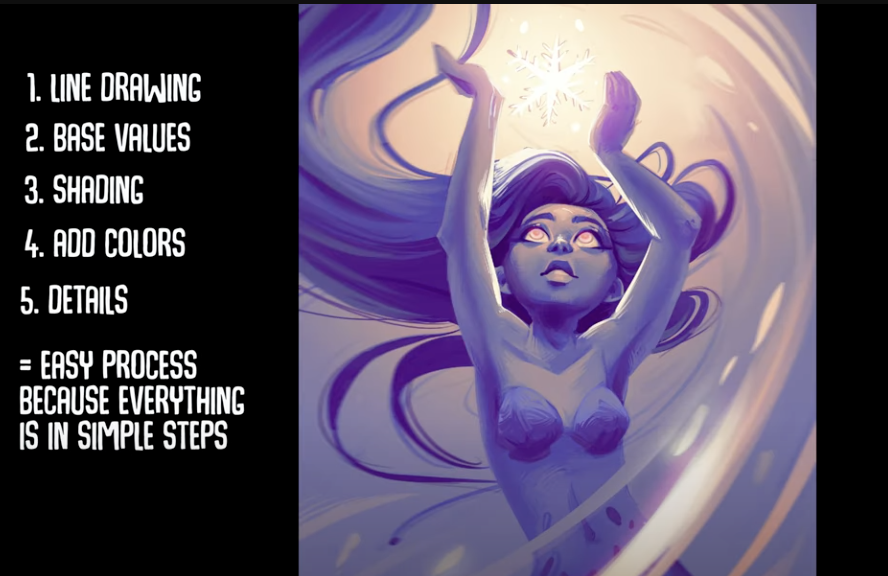 1. LINE DRAWING
2. BASE VALUES
3. SHADING
4. ADD COLORS
5. DETAILS
= EASY PROCESS
BECAUSE EVERYTHING
IS IN SIMPLE STEPS